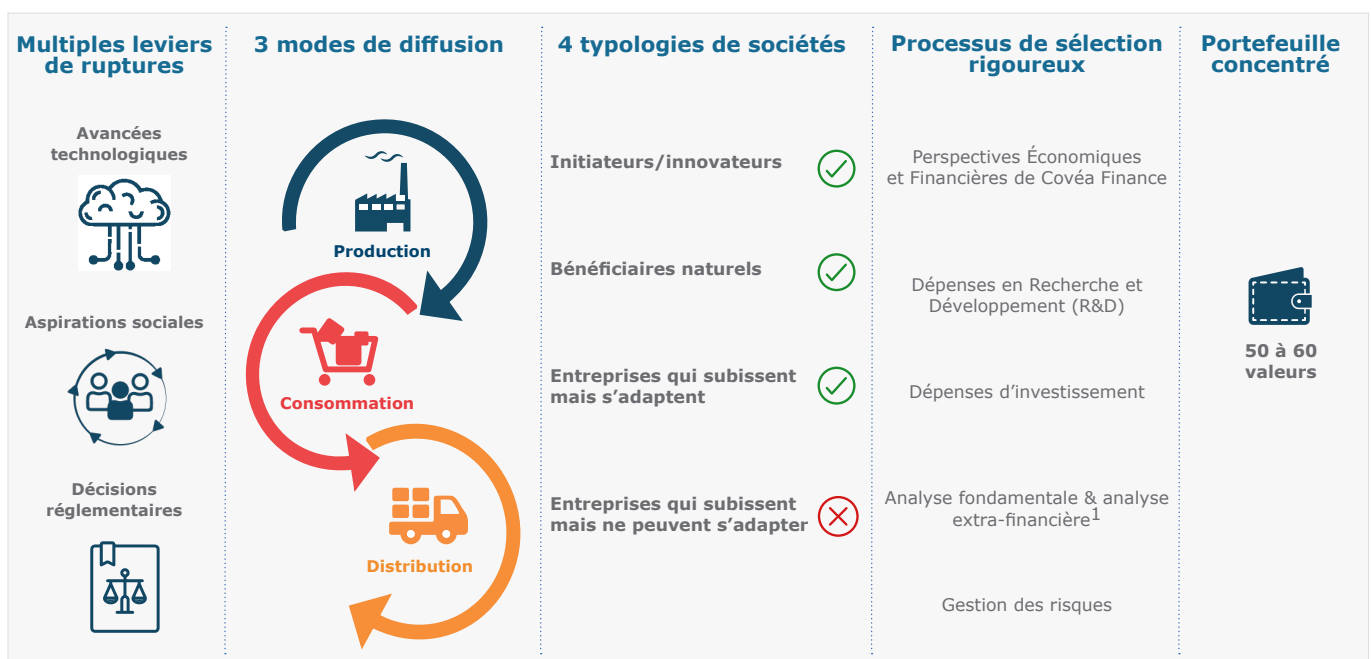 Multiples leviers
de ruptures
Avancées
technologiques
Aspirations sociales
Décisions
réglementaires
3 modes de diffusion
Production
Consommation
Distribution
4 typologies de sociétés
Initiateurs/innovateurs
Bénéficiaires naturels
Entreprises qui subissent
mais s’adaptent
Entreprises qui subissent
mais ne peuvent s’adapter
Processus de sélection
rigoureux
Perspectives Économiques
et Financières de Covéa Finance
Dépenses en Recherche et
Développement (R&D)
Dépenses d’investissement
Analyse fondamentale & analyse
extra-financière1
Gestion des risques
Portefeuille
concentré
50 à 60
valeurs